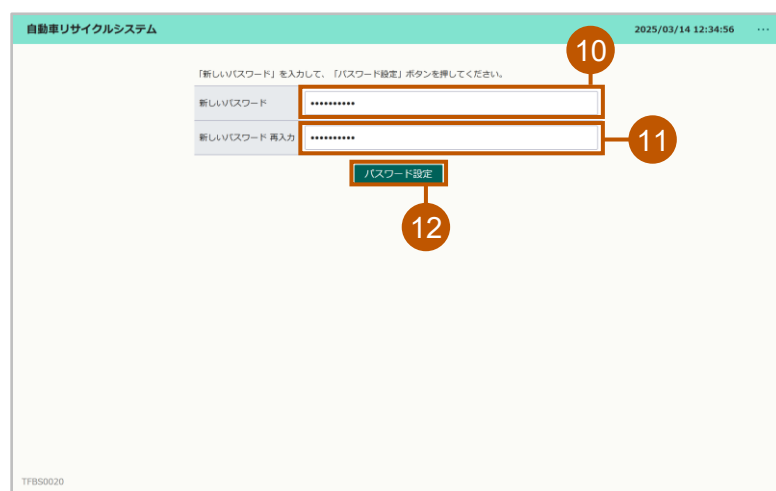 自動車リサイクルシステム 2025/03/14 12:34:56 ...
10
「新しいパスワード」を入力して、「パスワード設定」ボタンを押してください。
新しいパスワード ••••••••••
新しいパスワード 再入力 •••••••••• 11
パスワード設定
12
TFBS0020